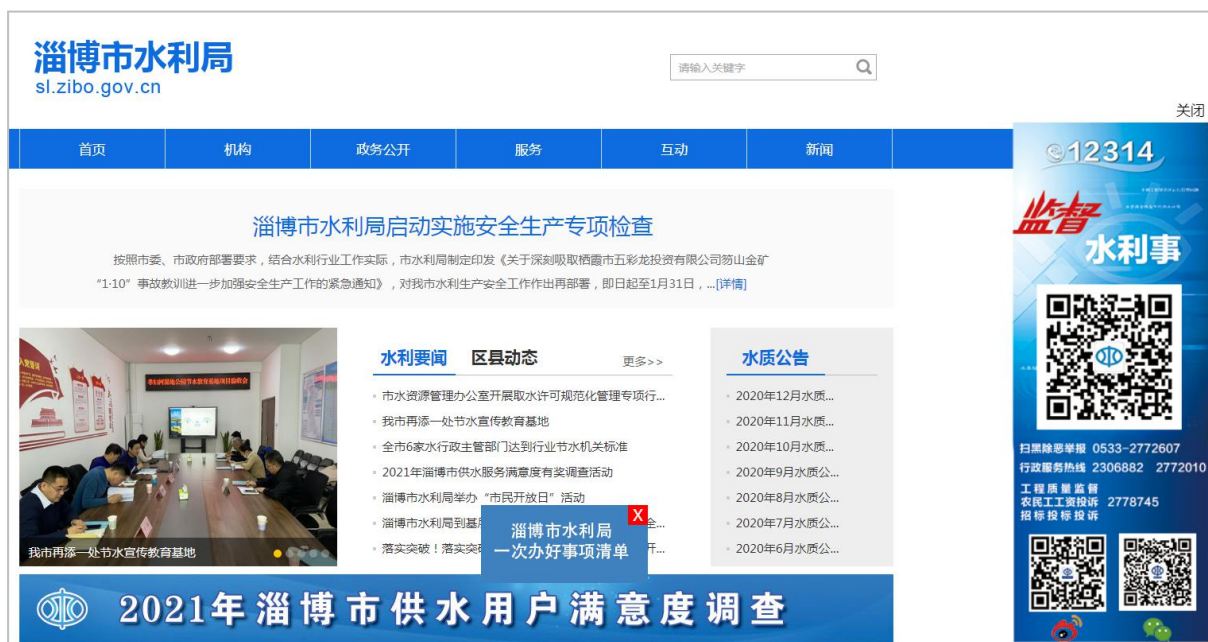 淄博市水利局
sl.zibo.gov.cn
请输入关键字
关闭
首页 机构 政务公开 服务 互动 新闻
淄博市水利局启动实施安全生产专项检查
按照市委、市政府部署要求，结合水利行业工作实际，市水利局制定印发《关于深刻吸取栖霞市五彩龙投资有限公司笏山金矿
“1·10”事故教训进一步加强安全生产工作的紧急通知》，对我市水利生产安全工作作出再部署，即日起至1月31日，...[详情]
我市再添一处节水宣传教育基地
水利要闻 区县动态 更多>>
市水资源管理办公室开展取水许可规范化管理专项行...
我市再添一处节水宣传教育基地
全市6家水行政主管部门达到行业节水机关标准
2021年淄博市供水服务满意度有奖调查活动
淄博市水利局举办“市民开放日”活动
淄博市水利局到基 全...
落实突破！落实突 开...
淄博市水利局
一次办好事项清单
X
水质公告
2020年12月水质...
2020年11月水质...
2020年10月水质...
2020年9月水质公...
2020年8月水质公...
2020年7月水质公...
2020年6月水质公...
2021年淄博市供水用户满意度调查
12314
监督
水利事
扫黑除恶举报 0533-2772607
行政服务热线 2306882 2772010
工程质量监督
农民工工资投诉 2778745
招标投标投诉